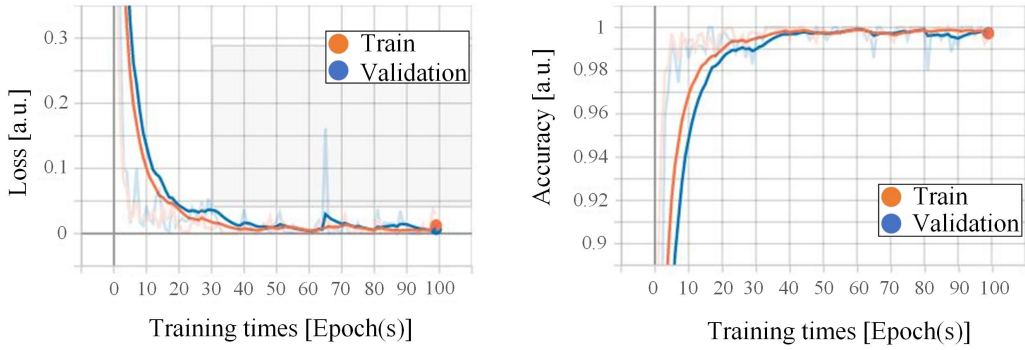 Loss [a.u.]
0.3
0.2
0.1
0
Train
Validation
0 10 20 30 40 50 60 70 80 90 100
Training times [Epoch(s)]
Accuracy [a.u.]
1
0.98
0.96
0.94
0.92
0.9
Train
Validation
0 10 20 30 40 50 60 70 80 90 100
Training times [Epoch(s)]